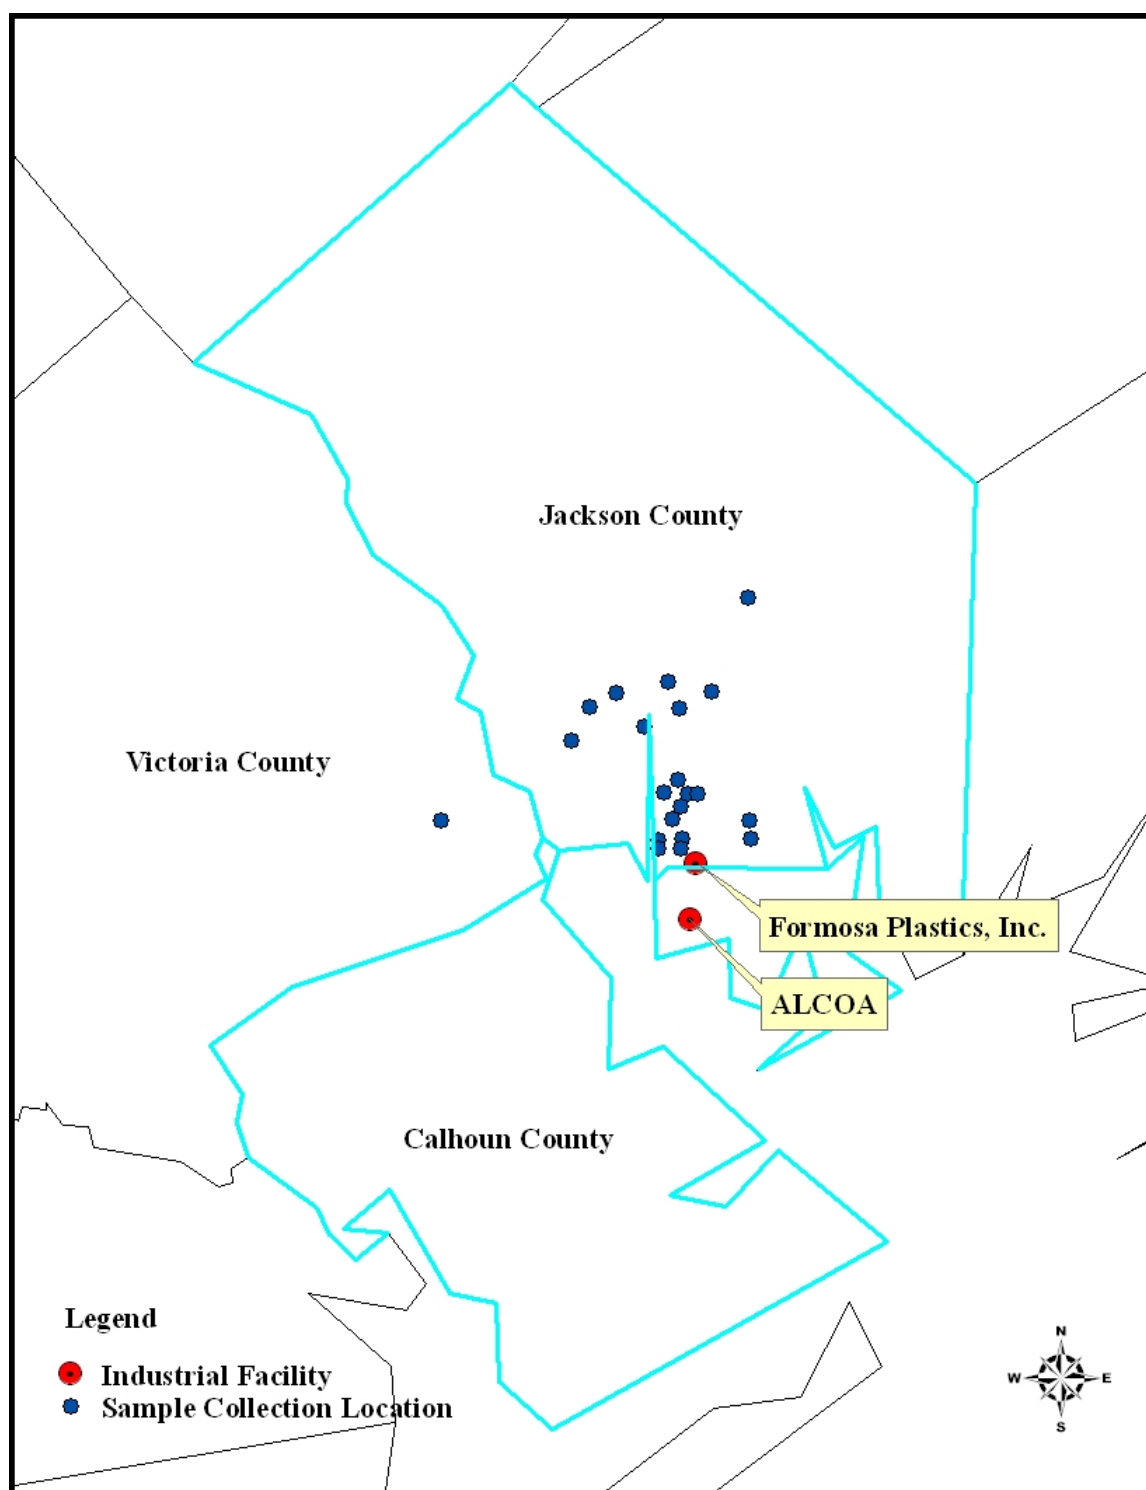 Jackson County
Victoria County
Formosa Plastics, Inc.
ALCOA
Calhoun County
Legend
Industrial Facility
Sample Collection Location
N
W E
S